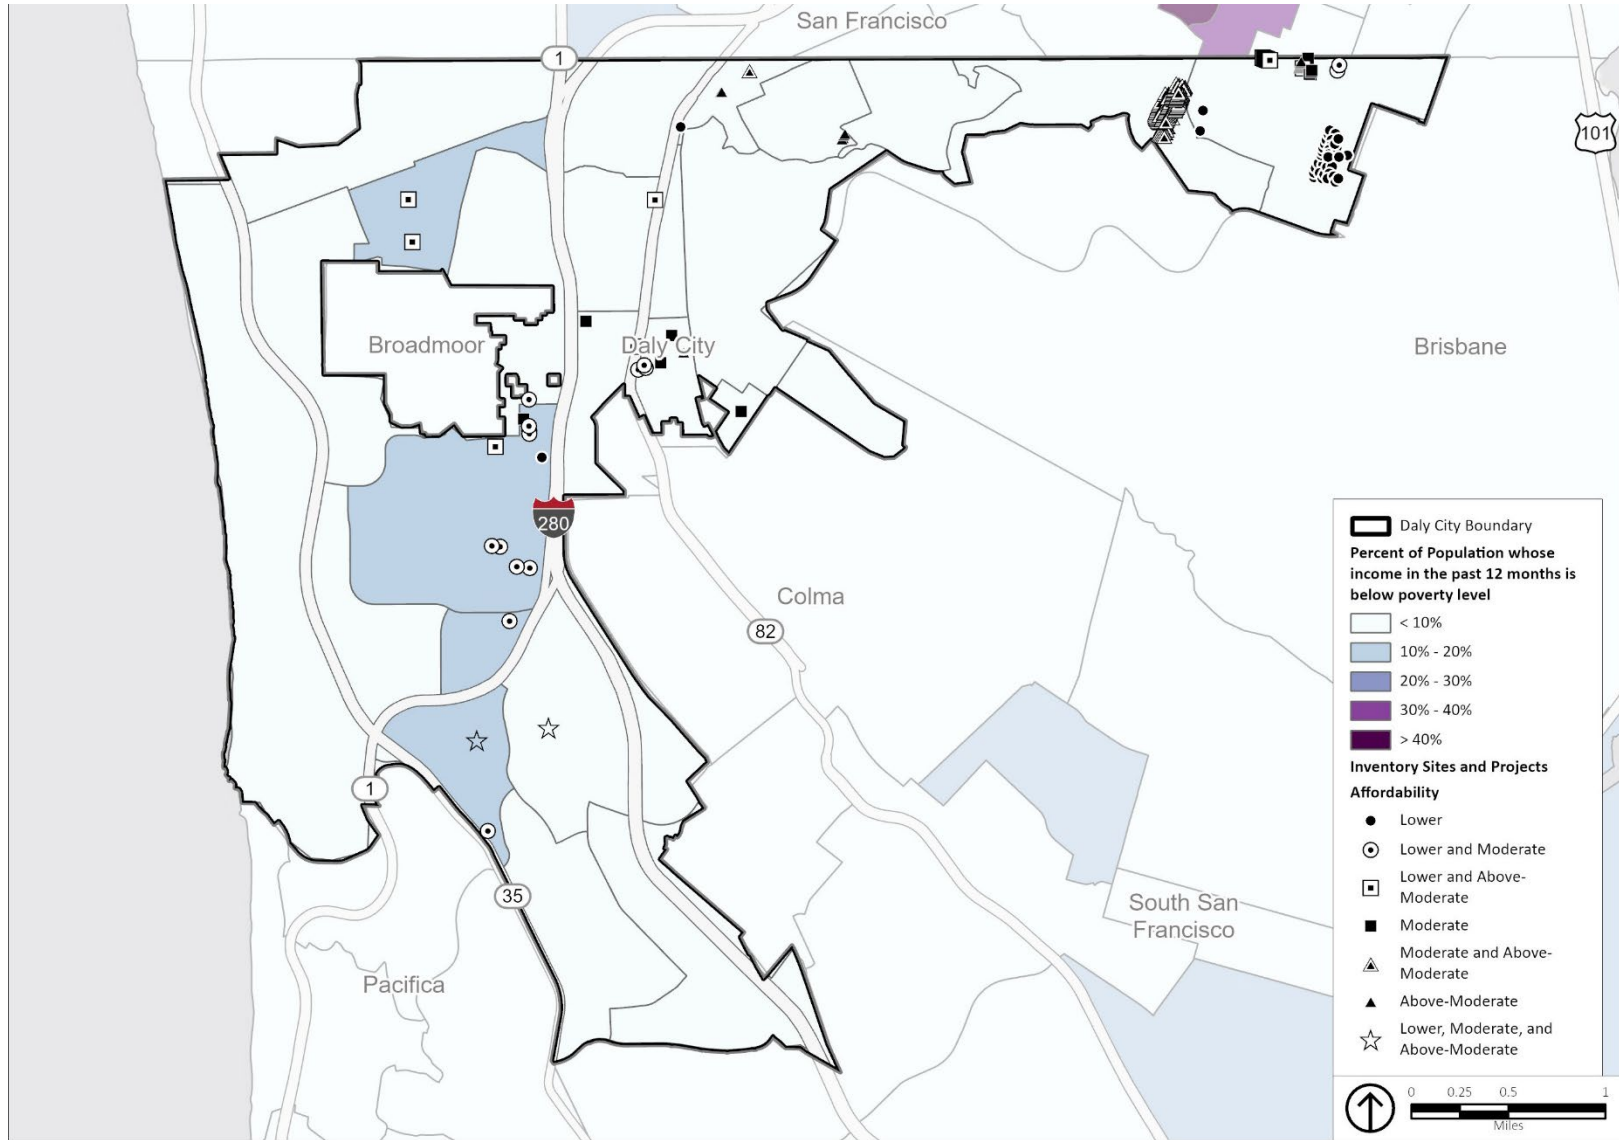 San Francisco
1
101
Broadmoor
Daly City
Brisbane
280
Colma
82
1
35
South San
Francisco
Pacifica
Daly City Boundary
Percent of Population whose
income in the past 12 months is
below poverty level
< 10%
10% - 20%
20% - 30%
30% - 40%
> 40%
Inventory Sites and Projects
Affordability
Lower
Lower and Moderate
Lower and Above-
Moderate
Moderate
Moderate and Above-
Moderate
Above-Moderate
Lower, Moderate, and
Above-Moderate
0 0.25 0.5 1
Miles